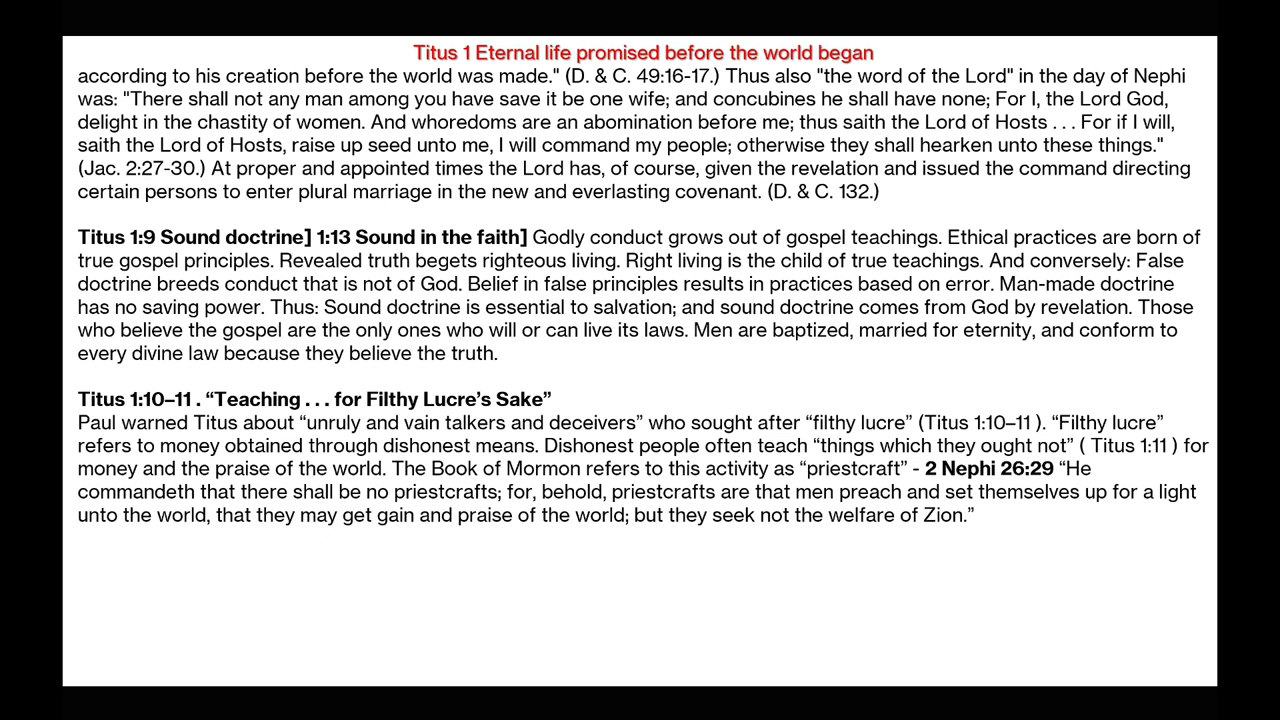 Titus 1 Eternal life promised before the world began
according to his creation before the world was made." (D. & C. 49:16-17.) Thus also "the word of the Lord" in the day of Nephi
was: "There shall not any man among you have save it be one wife; and concubines he shall have none; For I, the Lord God,
delight in the chastity of women. And whoredoms are an abomination before me; thus saith the Lord of Hosts . . . For if I will,
saith the Lord of Hosts, raise up seed unto me, I will command my people; otherwise they shall hearken unto these things."
(Jac. 2:27-30.) At proper and appointed times the Lord has, of course, given the revelation and issued the command directing
certain persons to enter plural marriage in the new and everlasting covenant. (D. & C. 132.)
Titus 1:9 Sound doctrine] 1:13 Sound in the faith] Godly conduct grows out of gospel teachings. Ethical practices are born of
true gospel principles. Revealed truth begets righteous living. Right living is the child of true teachings. And conversely: False
doctrine breeds conduct that is not of God. Belief in false principles results in practices based on error. Man-made doctrine
has no saving power. Thus: Sound doctrine is essential to salvation; and sound doctrine comes from God by revelation. Those
who believe the gospel are the only ones who will or can live its laws. Men are baptized, married for eternity, and conform to
every divine law because they believe the truth.
Titus 1:10–11 . “Teaching . . . for Filthy Lucre’s Sake”
Paul warned Titus about “unruly and vain talkers and deceivers” who sought after “filthy lucre” (Titus 1:10–11 ). “Filthy lucre”
refers to money obtained through dishonest means. Dishonest people often teach “things which they ought not” ( Titus 1:11 ) for
money and the praise of the world. The Book of Mormon refers to this activity as “priestcraft” - 2 Nephi 26:29 “He
commandeth that there shall be no priestcrafts; for, behold, priestcrafts are that men preach and set themselves up for a light
unto the world, that they may get gain and praise of the world; but they seek not the welfare of Zion.”